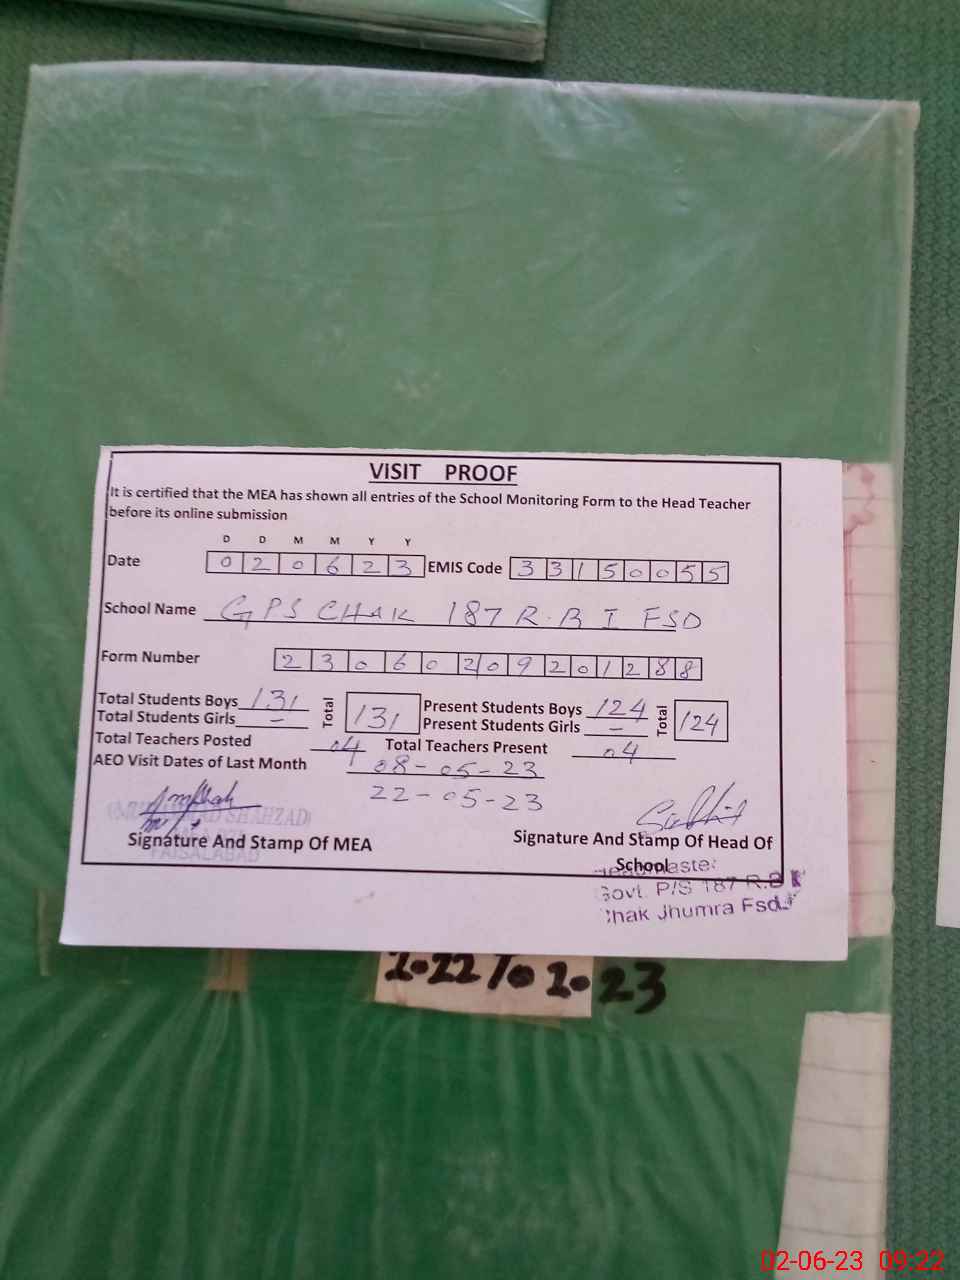 VISIT PROOF
It is certified that the MEA has shown all entries of the School Monitoring Form to the Head Teacher
before its online submission
D D M M Y Y
Date 0 2 0 6 2 3 EMIS Code 3 3 1 5 0 0 5 5
School Name GPS CHAK 187 R.B I FSD
Form Number 2 3 0 6 0 2 0 9 2 0 1 2 8 8
Total Students Boys 131 Total 131 Present Students Boys 124 Total 124
Total Students Girls - Present Students Girls -
Total Teachers Posted 04 Total Teachers Present 04
AEO Visit Dates of Last Month 08-05-23
22-05-23
SHAHZAD
Signature And Stamp Of MEA Signature And Stamp Of Head Of
School
FAISALABAD
Govt. P/S 187 R.B
Jhumra Fsd.
2022 To 2023
02-06-23 09:22